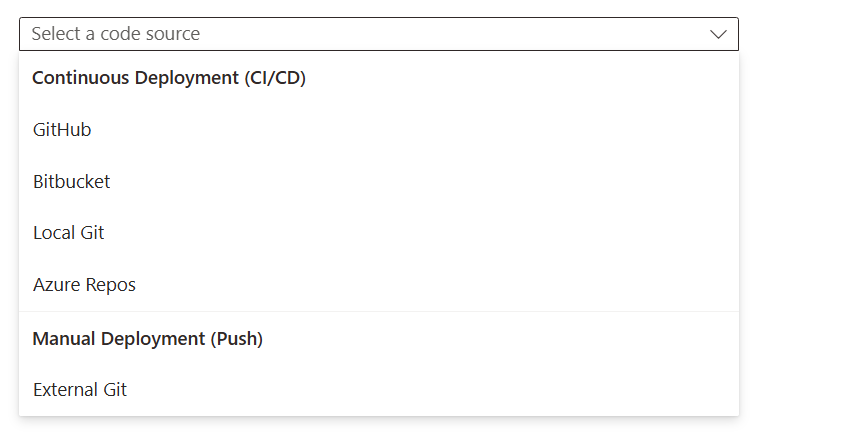 Select a code source
Continuous Deployment (CI/CD)
GitHub
Bitbucket
Local Git
Azure Repos
Manual Deployment (Push)
External Git